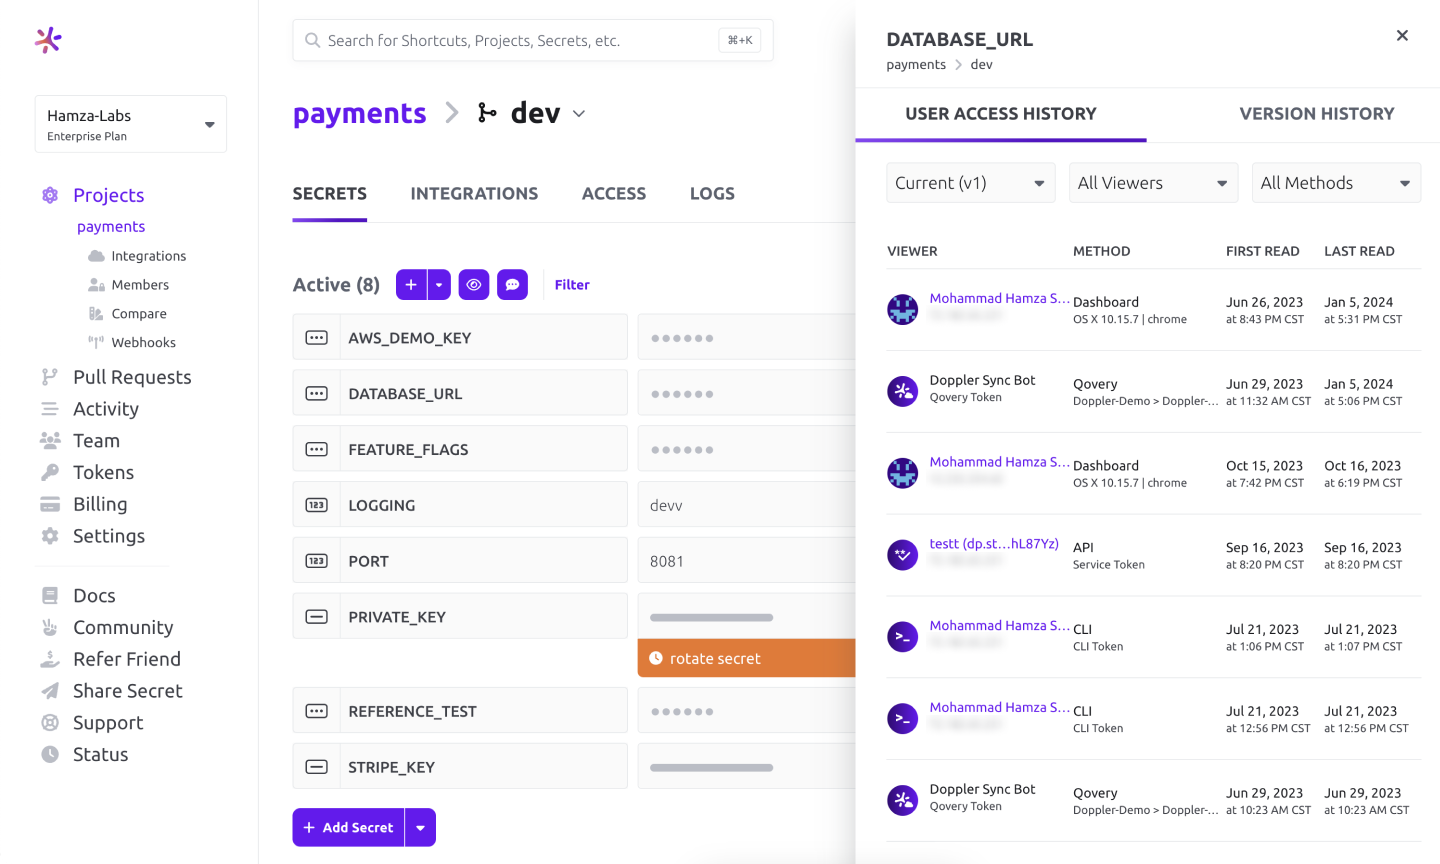 Hamza-Labs
Enterprise Plan
Projects
payments
Integrations
Members
Compare
Webhooks
Pull Requests
Activity
Team
Tokens
Billing
Settings
Docs
Community
Refer Friend
Share Secret
Support
Status
Search for Shortcuts, Projects, Secrets, etc.
⌘+K
payments > dev
SECRETS INTEGRATIONS ACCESS LOGS
Active (8) + Filter
AWS_DEMO_KEY
DATABASE_URL
FEATURE_FLAGS
123 LOGGING devv
123 PORT 8081
PRIVATE_KEY
rotate secret
REFERENCE_TEST
STRIPE_KEY
+ Add Secret
DATABASE_URL ×
payments > dev
USER ACCESS HISTORY VERSION HISTORY
Current (v1) All Viewers All Methods
VIEWER METHOD FIRST READ LAST READ
Mohammad Hamza S... Dashboard Jun 26, 2023 Jan 5, 2024
OS X 10.15.7 | chrome at 8:43 PM CST at 5:31 PM CST
Doppler Sync Bot Qovery Jun 29, 2023 Jan 5, 2024
Qovery Token Doppler-Demo > Doppler-... at 11:32 AM CST at 5:06 PM CST
Mohammad Hamza S... Dashboard Oct 15, 2023 Oct 16, 2023
OS X 10.15.7 | chrome at 7:42 PM CST at 6:19 PM CST
testt (dp.st...hL87Yz) API Sep 16, 2023 Sep 16, 2023
Service Token at 8:20 PM CST at 8:20 PM CST
Mohammad Hamza S... CLI Jul 21, 2023 Jul 21, 2023
CLI Token at 1:06 PM CST at 1:07 PM CST
Mohammad Hamza S... CLI Jul 21, 2023 Jul 21, 2023
CLI Token at 12:56 PM CST at 12:56 PM CST
Doppler Sync Bot Qovery Jun 29, 2023 Jun 29, 2023
Qovery Token Doppler-Demo > Doppler-... at 10:23 AM CST at 10:23 AM CST